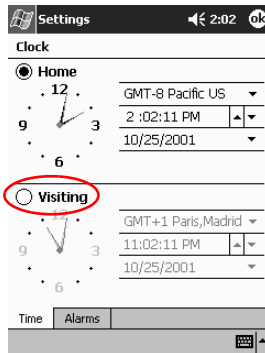 Settings 2:02 ok
Clock
Home
12
9 3
6
GMT-8 Pacific US
2 :02:11 PM
10/25/2001
Visiting
12
9 3
6
GMT+1 Paris,Madrid
11:02:11 PM
10/25/2001
Time Alarms